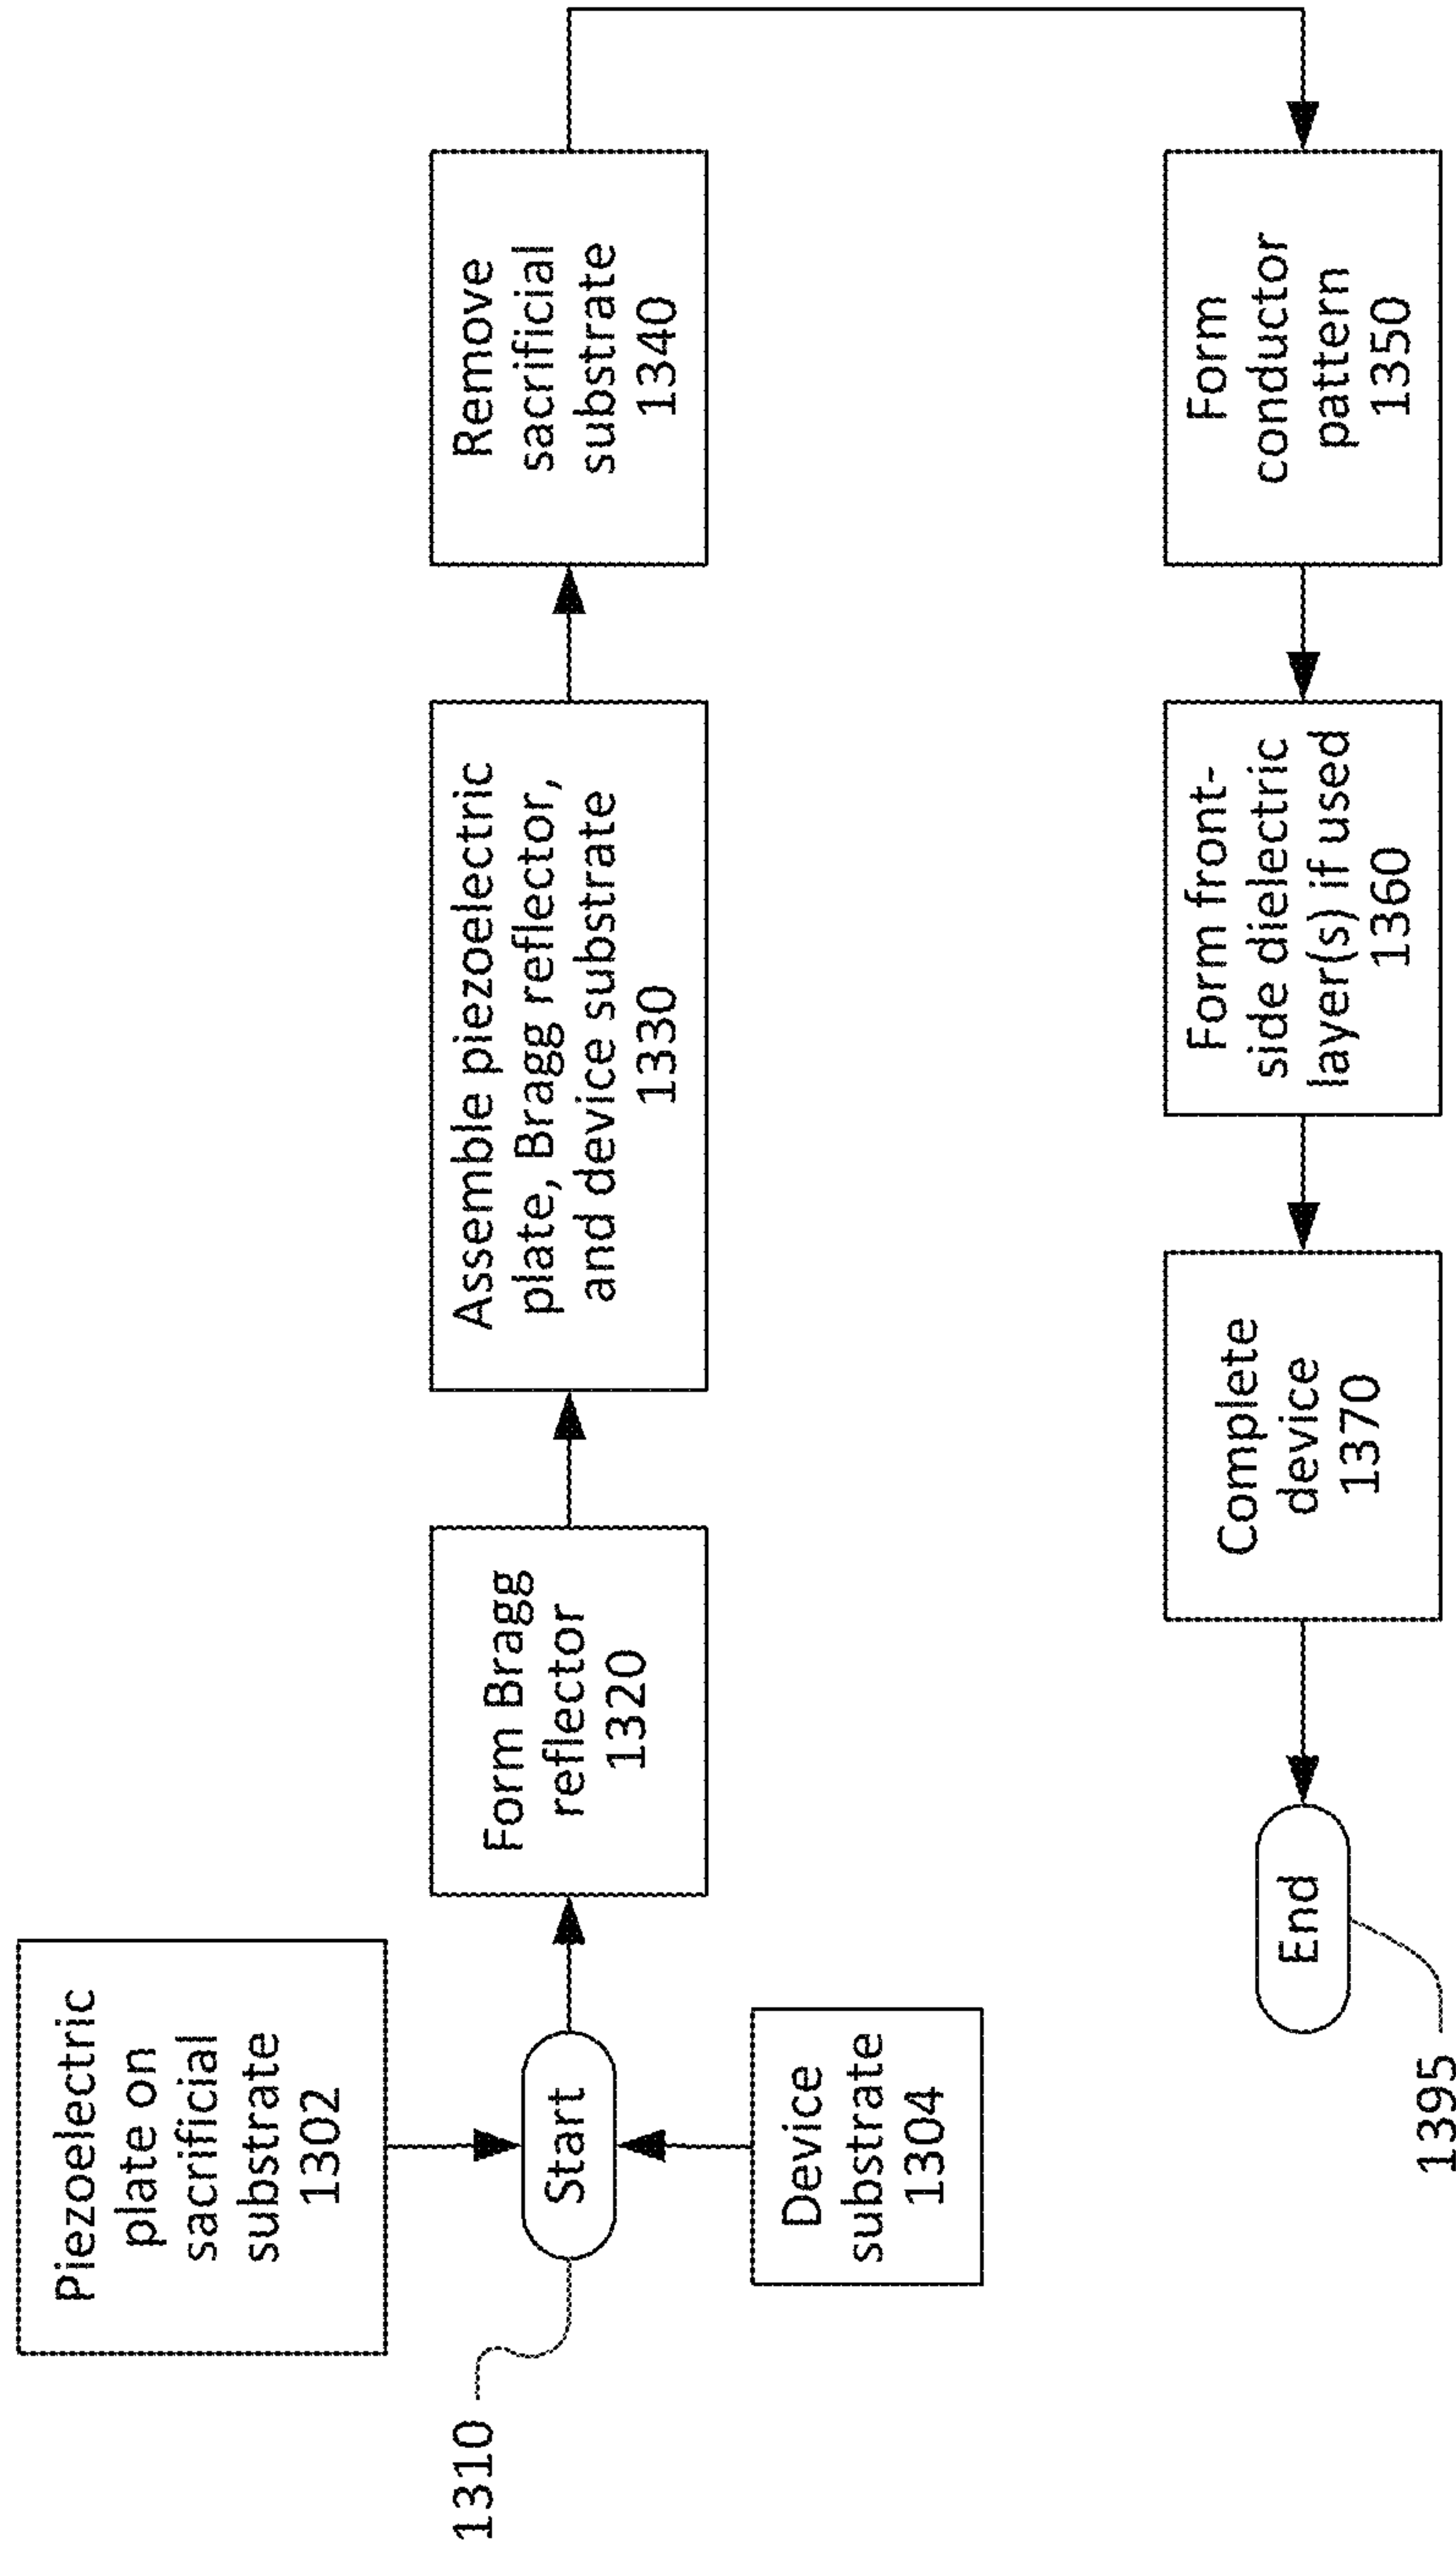 Piezoelectric
plate on
sacrificial
substrate
1302
1310
Start
Device
substrate
1304
Form Bragg
reflector
1320
Assemble piezoelectric
plate, Bragg reflector,
and device substrate
1330
Remove
sacrificial
substrate
1340
Form
conductor
pattern
1350
Form front-
side dielectric
layer(s) if used
1360
Complete
device
1370
End
1395